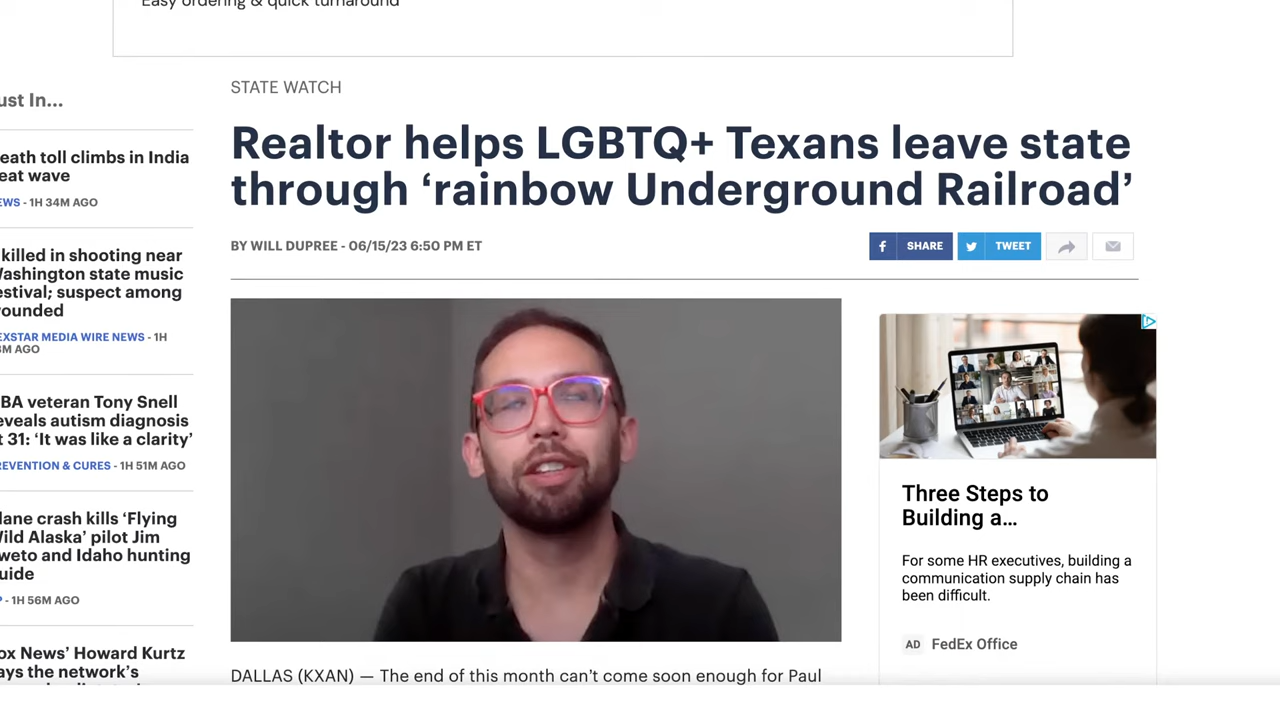 Easy ordering & quick turnaround
STATE WATCH
Realtor helps LGBTQ+ Texans leave state
through ‘rainbow Underground Railroad’
BY WILL DUPREE - 06/15/23 6:50 PM ET
SHARE
TWEET
ust In...
eath toll climbs in India
eat wave
EWS - 1H 34M AGO
killed in shooting near
Washington state music
estival; suspect among
ounded
EXSTAR MEDIA WIRE NEWS - 1H
M AGO
BA veteran Tony Snell
eveals autism diagnosis
t 31: ‘It was like a clarity’
REVENTION & CURES - 1H 51M AGO
lane crash kills ‘Flying
Wild Alaska’ pilot Jim
weto and Idaho hunting
uide
P - 1H 56M AGO
ox News’ Howard Kurtz
ays the network’s
DALLAS (KXAN) — The end of this month can’t come soon enough for Paul
Three Steps to
Building a...
For some HR executives, building a
communication supply chain has
been difficult.
AD FedEx Office